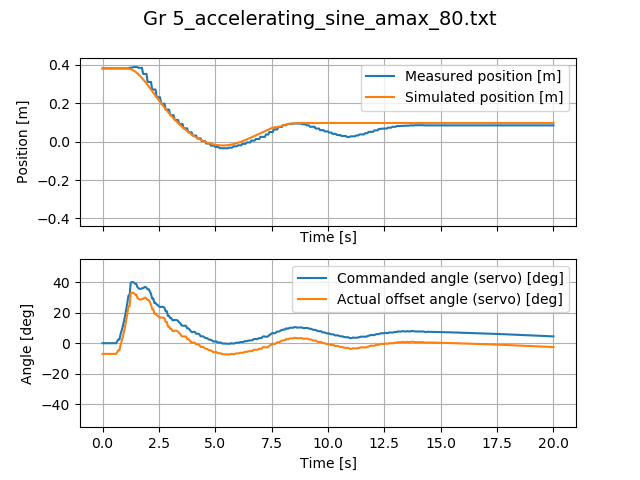 Gr 5_accelerating_sine_amax_80.txt
Measured position [m]
Simulated position [m]
Position [m]
0.4
0.2
0.0
−0.2
−0.4
Time [s]
Commanded angle (servo) [deg]
Actual offset angle (servo) [deg]
Angle [deg]
40
20
0
−20
−40
0.0 2.5 5.0 7.5 10.0 12.5 15.0 17.5 20.0
Time [s]